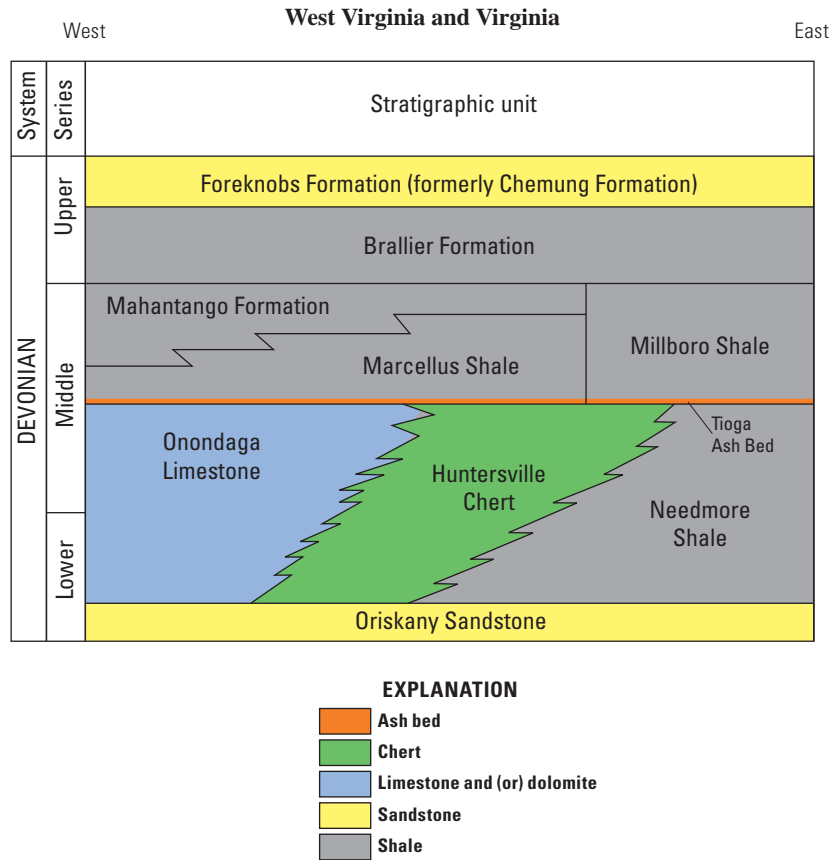 West Virginia and Virginia
West
East
System
Series
Stratigraphic unit
DEVONIAN
Upper
Foreknobs Formation (formerly Chemung Formation)
Brallier Formation
Middle
Mahantango Formation
Marcellus Shale
Millboro Shale
Tioga
Ash Bed
Onondaga
Limestone
Huntersville
Chert
Needmore
Shale
Lower
Oriskany Sandstone
EXPLANATION
Ash bed
Chert
Limestone and (or) dolomite
Sandstone
Shale